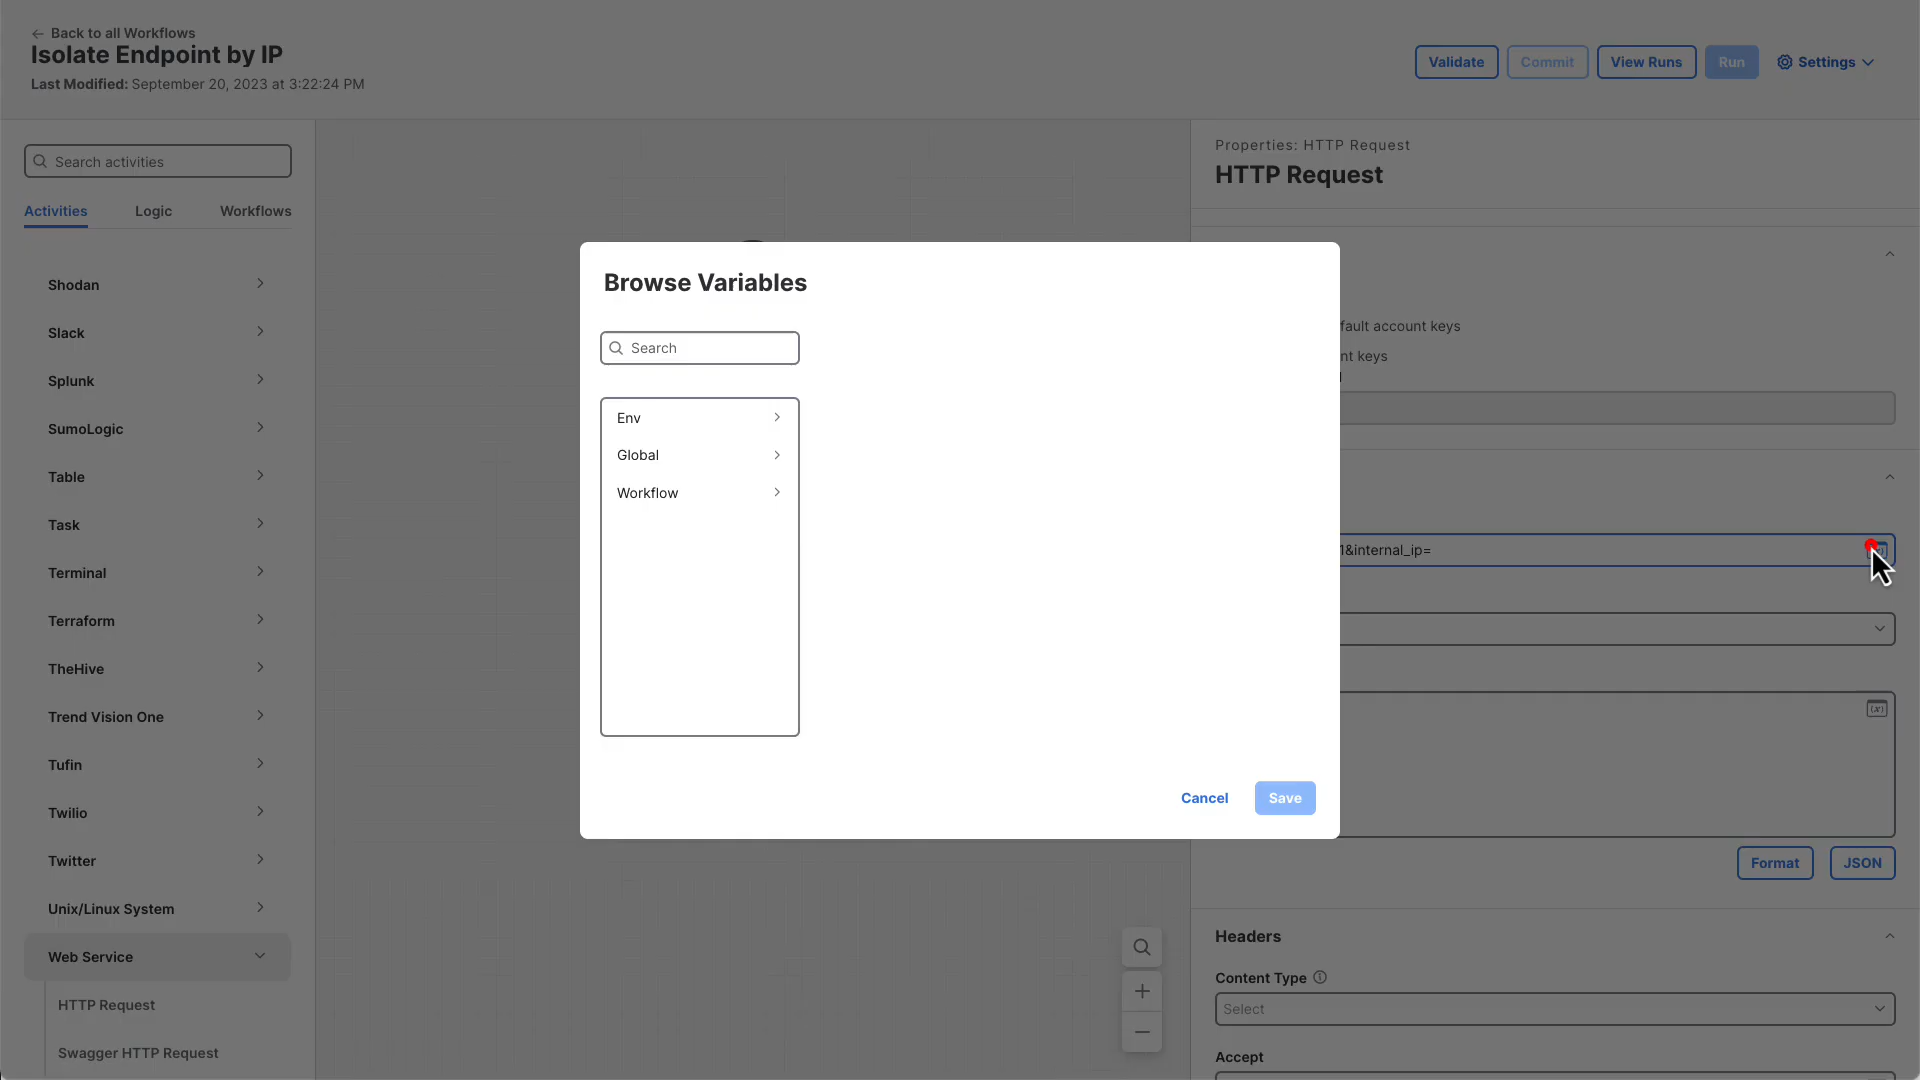 Back to all Workflows
Isolate Endpoint by IP
Last Modified: September 20, 2023 at 3:22:24 PM
Validate
Commit
View Runs
Run
Settings
Search activities
Activities
Logic
Workflows
Shodan
Slack
Splunk
SumoLogic
Table
Task
Terminal
Terraform
TheHive
Trend Vision One
Tufin
Twilio
Twitter
Unix/Linux System
Web Service
HTTP Request
Swagger HTTP Request
Browse Variables
Search
Env
Global
Workflow
Cancel
Save
Properties: HTTP Request
HTTP Request
fault account keys
nt keys
1&internal_ip=
(x)
Format
JSON
Headers
Content Type
Select
Accept